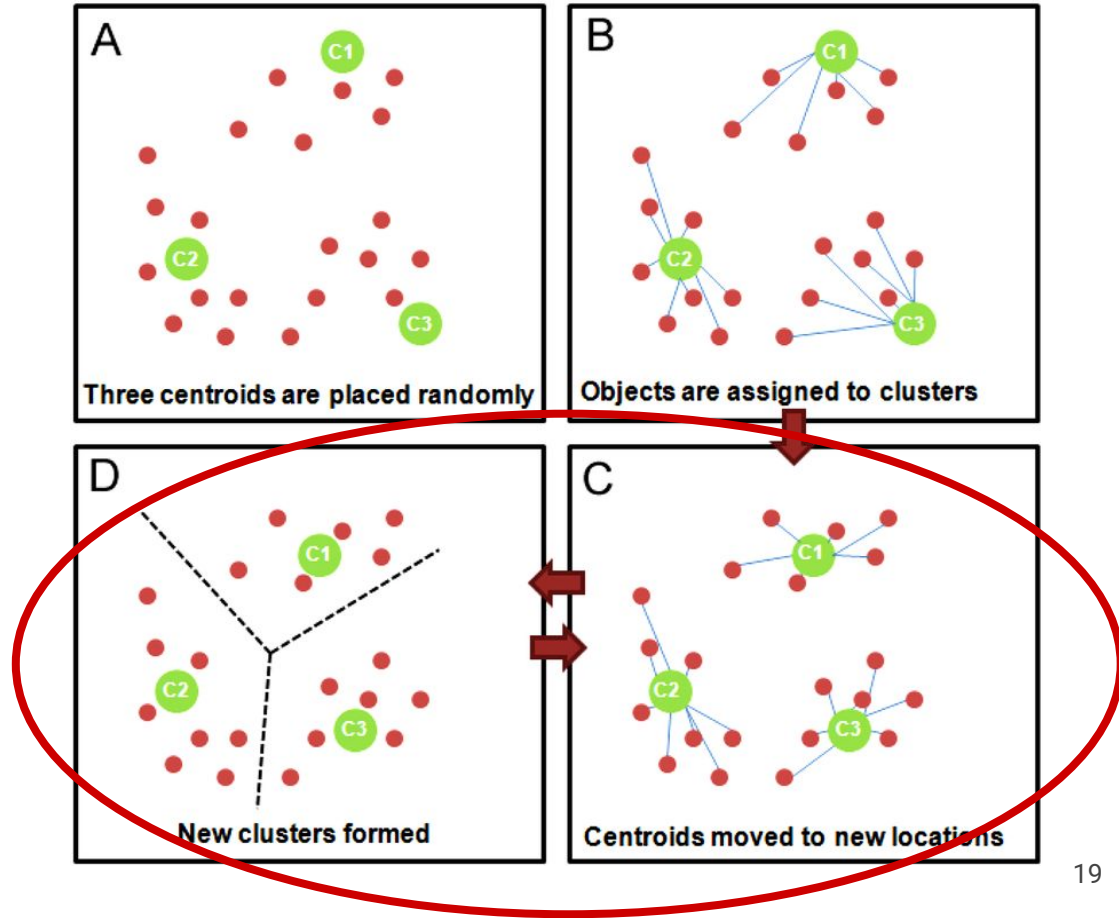 A
C1
C2
C3
Three centroids are placed randomly
B
C1
C2
C3
Objects are assigned to clusters
D
C1
C2
C3
New clusters formed
C
C1
C2
C3
Centroids moved to new locations
19